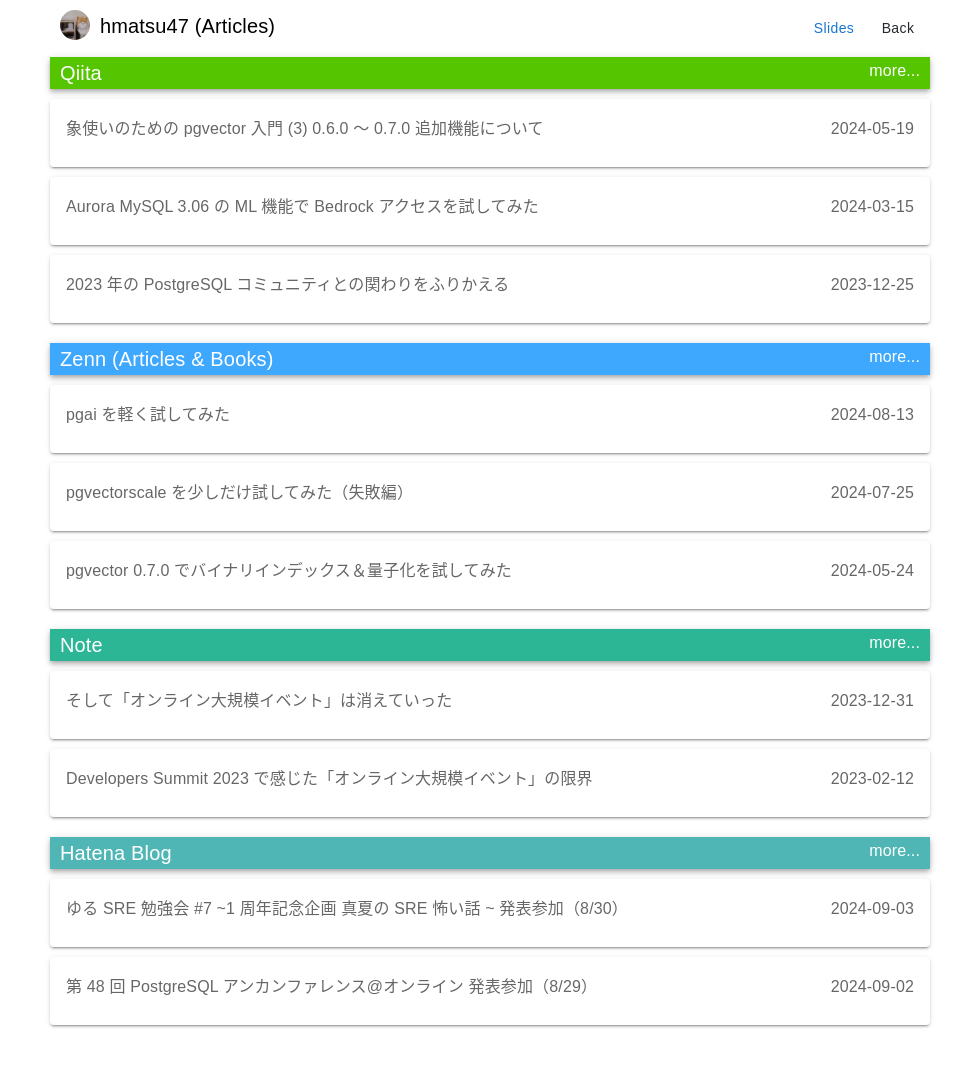 hmatsu47 (Articles)
Slides
Back
Qiita
more...
象使いのための pgvector 入門 (3) 0.6.0 〜 0.7.0 追加機能について
2024-05-19
Aurora MySQL 3.06 の ML 機能で Bedrock アクセスを試してみた
2024-03-15
2023 年の PostgreSQL コミュニティとの関わりをふりかえる
2023-12-25
Zenn (Articles & Books)
more...
pgai を軽く試してみた
2024-08-13
pgvectorscale を少しだけ試してみた（失敗編）
2024-07-25
pgvector 0.7.0 でバイナリインデックス＆量子化を試してみた
2024-05-24
Note
more...
そして「オンライン大規模イベント」は消えていった
2023-12-31
Developers Summit 2023 で感じた「オンライン大規模イベント」の限界
2023-02-12
Hatena Blog
more...
ゆる SRE 勉強会 #7 ~1 周年記念企画 真夏の SRE 怖い話 ~ 発表参加（8/30）
2024-09-03
第 48 回 PostgreSQL アンカンファレンス@オンライン 発表参加（8/29）
2024-09-02